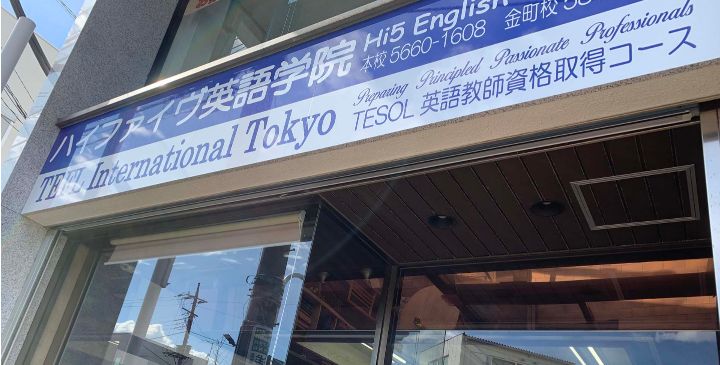 ハイファイヴ英語学院 Hi5 English
本校 5660-1608 金町校
Preparing Principled Passionate Professionals
TEFL International Tokyo TESOL 英語教師資格取得コース